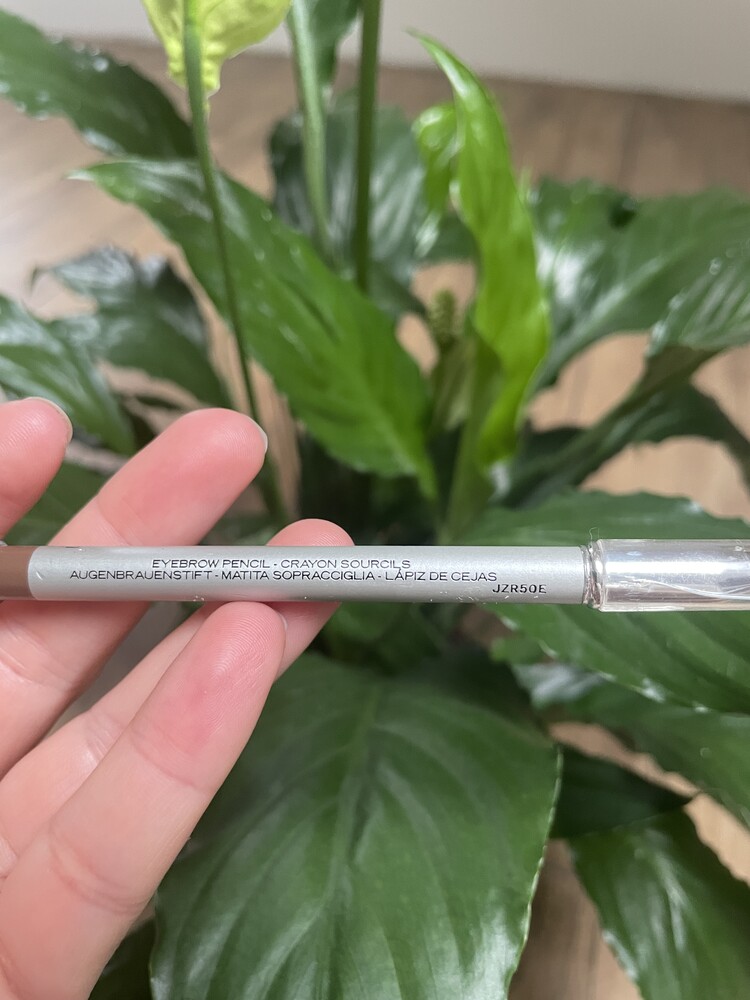 EYEBROW PENCIL - CRAYON SOURCILS
AUGENBRAUENSTIFT - MATITA SOPRACCIGLIA - LÁPIZ DE CEJAS
JZR50E